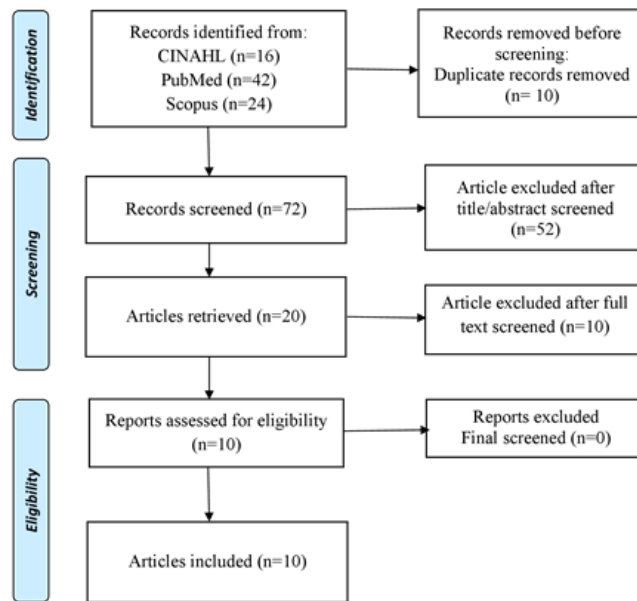 Identification
Records identified from:
CINAHL (n=16)
PubMed (n=42)
Scopus (n=24)
Records removed before
screening:
Duplicate records removed
(n= 10)
Screening
Records screened (n=72)
Article excluded after
title/abstract screened
(n=52)
Articles retrieved (n=20)
Article excluded after full
text screened (n=10)
Eligibility
Reports assessed for eligibility
(n=10)
Reports excluded
Final screened (n=0)
Articles included (n=10)